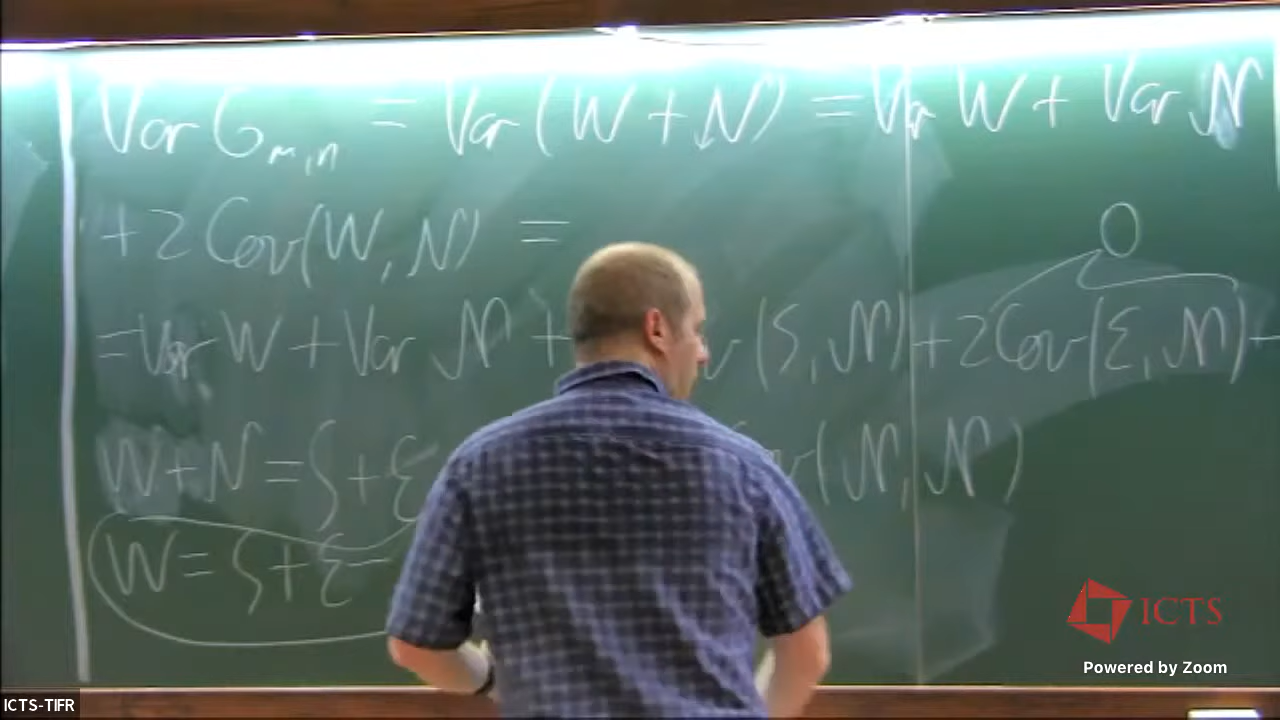 Var G_{m,n} = Var(W+N) = Var W + Var N
+ 2 Cov(W, N) =
0
= Var W + Var N + (S, N) + 2 Cov(Σ, N) -
W+N = S+Σ (N, N)
W = S+Σ-
ICTS
Powered by Zoom
ICTS-TIFR